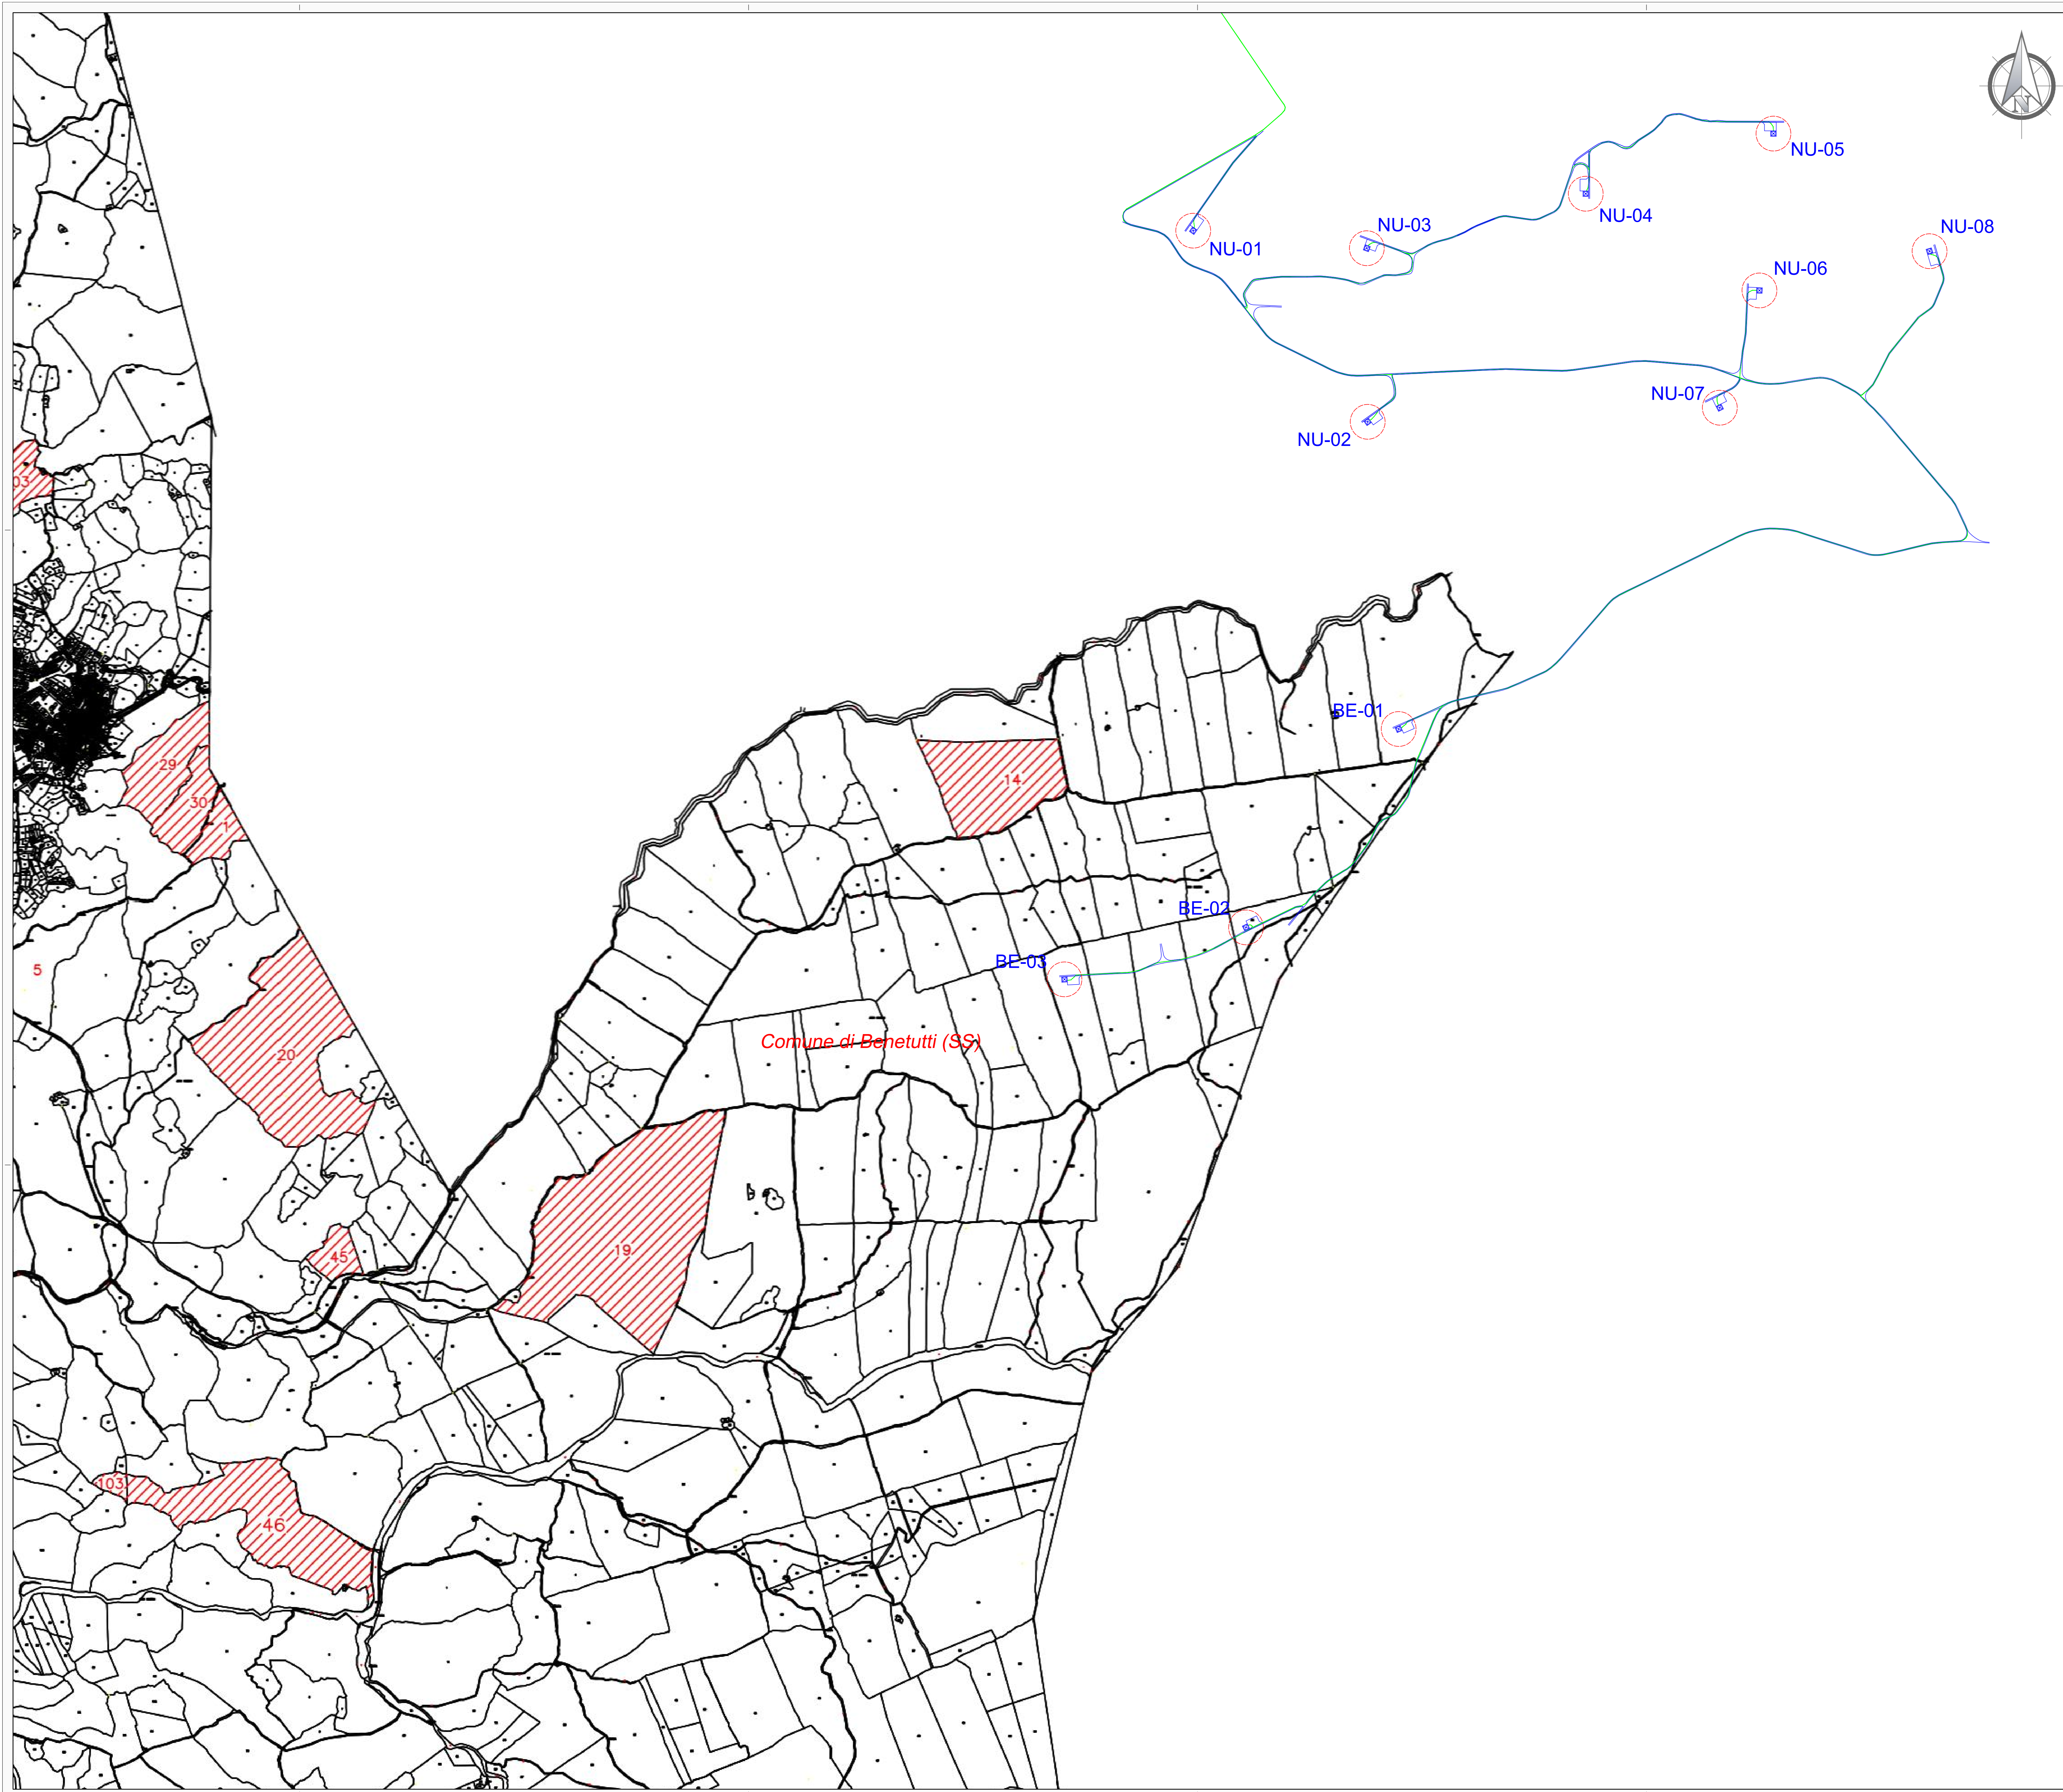 N
NU-05
NU-04
NU-03
NU-01
NU-08
NU-06
NU-07
NU-02
03
BE-01
29
14
30
1
BE-02
BE-03
5
Comune di Benetutti (SS)
20
19
45
103
46